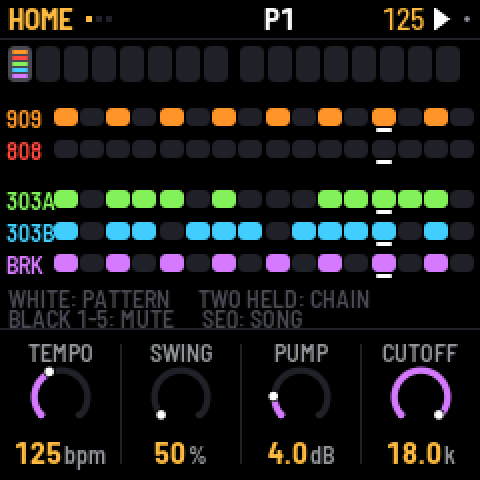 HOME P1 125
909
808
303A
303B
BRK
WHITE: PATTERN TWO HELD: CHAIN
BLACK 1-5: MUTE SEQ: SONG
TEMPO SWING PUMP CUTOFF
125bpm 50% 4.0dB 18.0k